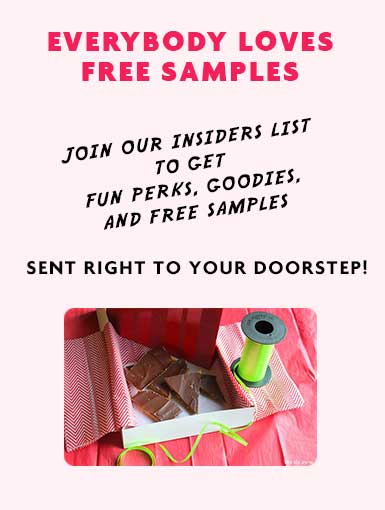 EVERYBODY LOVES
FREE SAMPLES
JOIN OUR INSIDERS LIST
TO GET
FUN PERKS, GOODIES,
AND FREE SAMPLES
SENT RIGHT TO YOUR DOORSTEP!